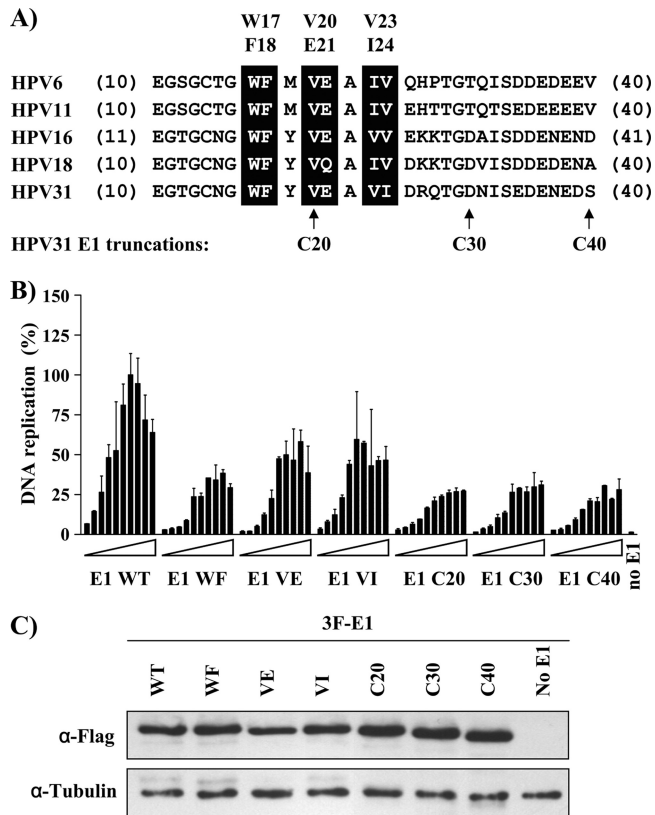 A)
W17 V20 V23
F18 E21 I24
HPV6 (10) EGSGCTG WF M VE A IV QHPTGTQISDDEDEEV (40)
HPV11 (10) EGSGCTG WF M VE A IV EHTTGTQISDDEDEEV (40)
HPV16 (11) EGTGCNG WF Y VE A VV EKKTGDAISDDENEND (41)
HPV18 (10) EGTGCNG WF Y VQ A IV DKKTGDVISDDEDENA (40)
HPV31 (10) EGTGCNG WF Y VE A VI DRQTGDNISEDENEDS (40)
HPV31 E1 truncations: C20 C30 C40
B)
DNA replication (%)
150
125
100
75
50
25
0
E1 WT E1 WF E1 VE E1 VI E1 C20 E1 C30 E1 C40 no E1
C)
3F-E1
WT WF VE VI C20 C30 C40 No E1
α-Flag
α-Tubulin